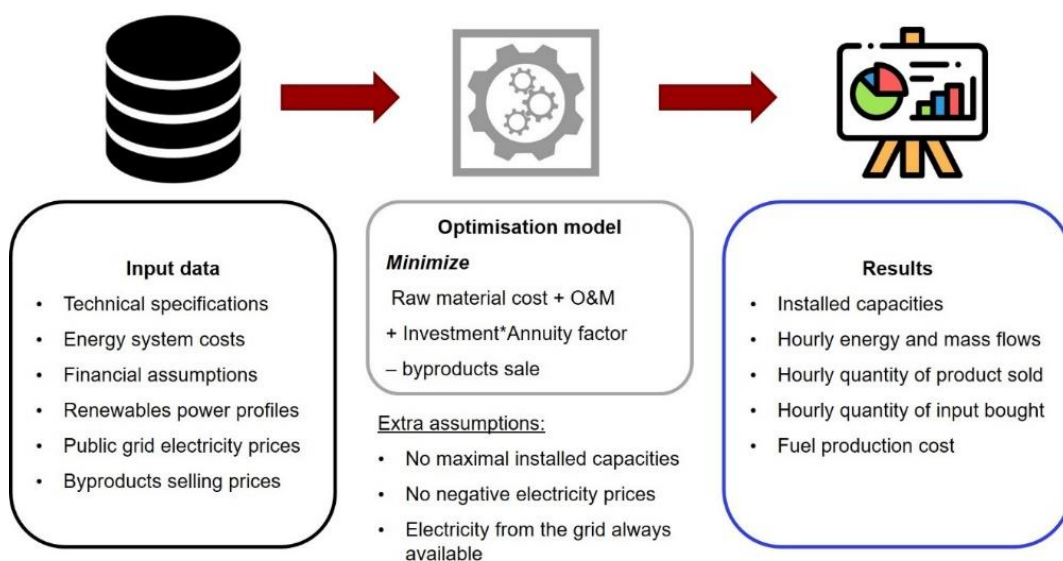 Input data
• Technical specifications
• Energy system costs
• Financial assumptions
• Renewables power profiles
• Public grid electricity prices
• Byproducts selling prices
Optimisation model
Minimize
Raw material cost + O&M
+ Investment*Annuity factor
– byproducts sale
Extra assumptions:
• No maximal installed capacities
• No negative electricity prices
• Electricity from the grid always
available
Results
• Installed capacities
• Hourly energy and mass flows
• Hourly quantity of product sold
• Hourly quantity of input bought
• Fuel production cost